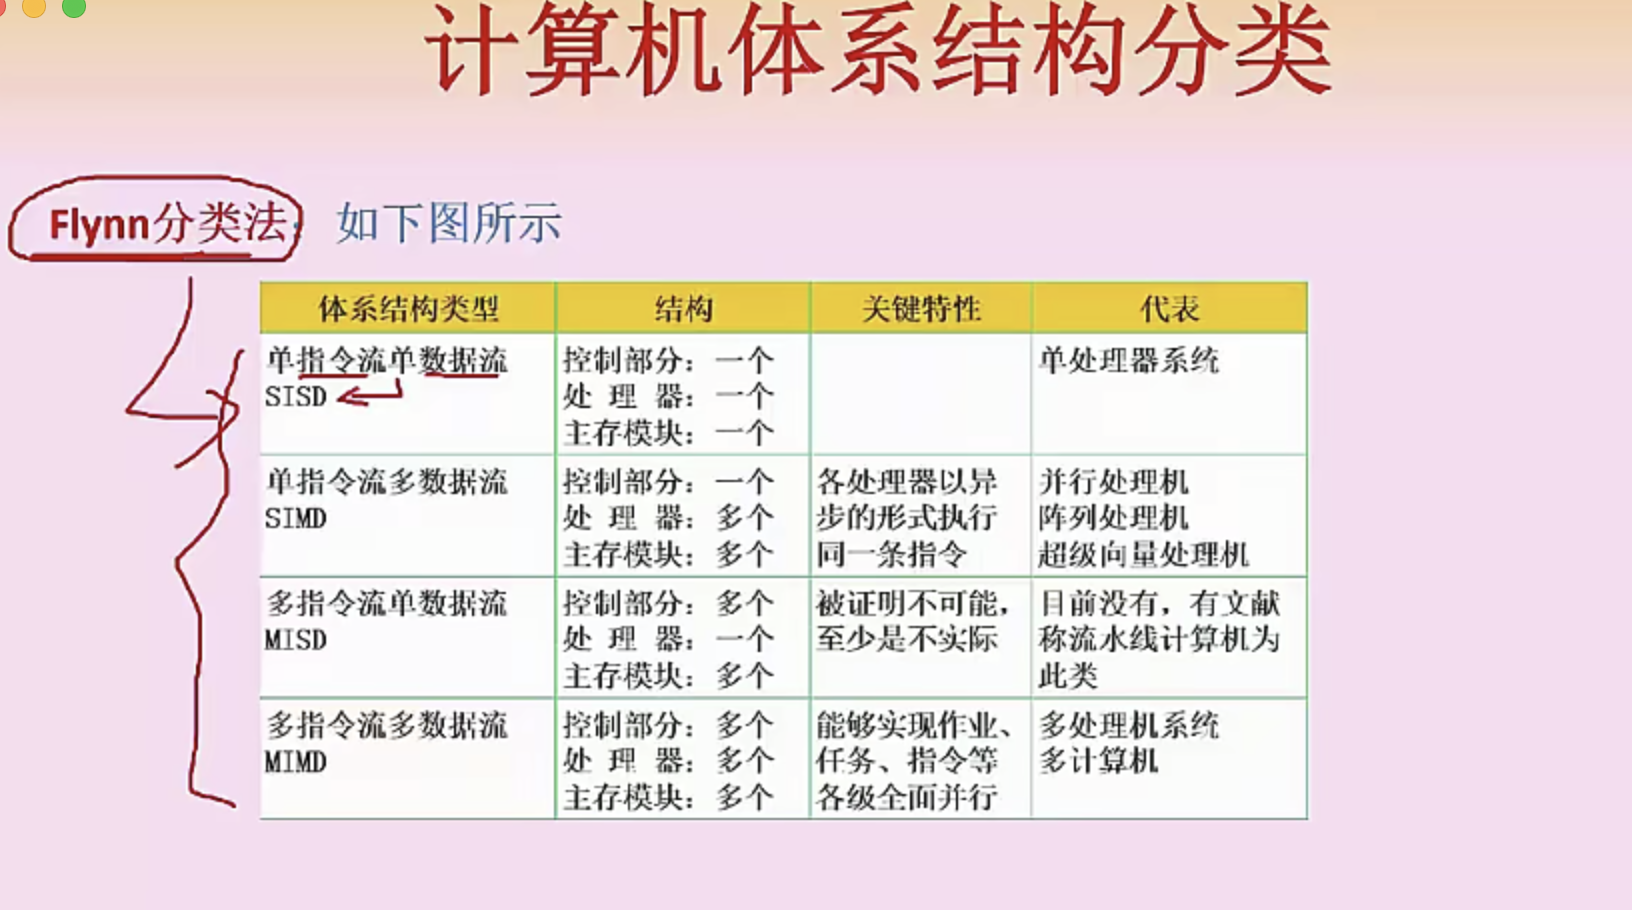 计算机体系结构分类
Flynn分类法： 如下图所示
体系结构类型 结构 关键特性 代表
单指令流单数据流
SISD
控制部分：一个
处 理 器：一个
主存模块：一个
单处理器系统
单指令流多数据流
SIMD
控制部分：一个
处 理 器：多个
主存模块：多个
各处理器以异
步的形式执行
同一条指令
并行处理机
阵列处理机
超级向量处理机
多指令流单数据流
MISD
控制部分：多个
处 理 器：一个
主存模块：多个
被证明不可能，
至少是不实际
目前没有，有文献
称流水线计算机为
此类
多指令流多数据流
MIMD
控制部分：多个
处 理 器：多个
主存模块：多个
能够实现作业、
任务、指令等
各级全面并行
多处理机系统
多计算机